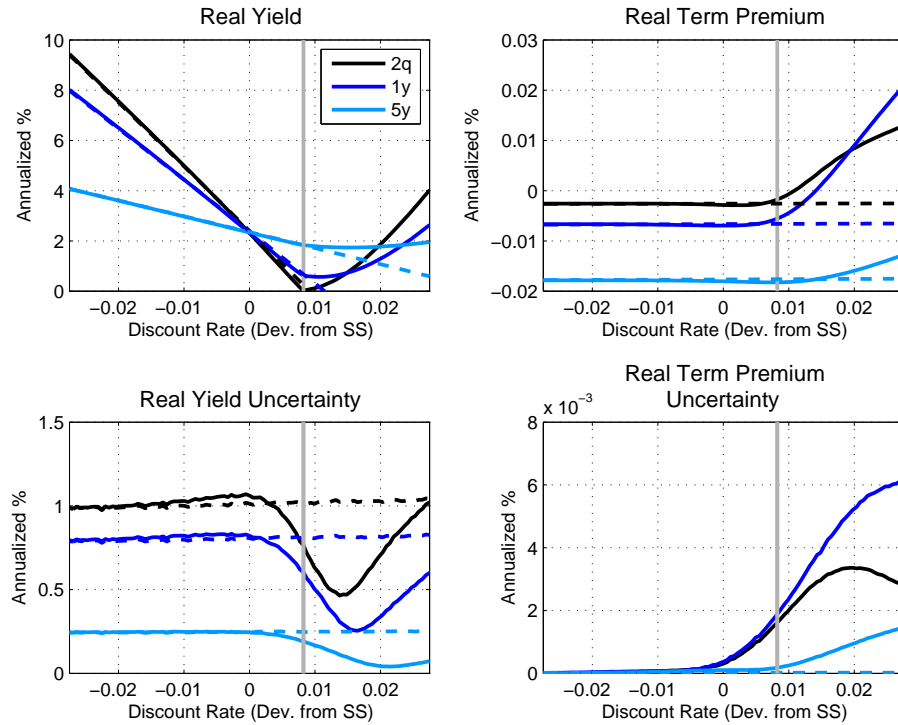 Real Yield
Annualized %
10
8
6
4
2
0
−0.02 −0.01 0 0.01 0.02
Discount Rate (Dev. from SS)
2q
1y
5y
Real Term Premium
Annualized %
0.03
0.02
0.01
0
−0.01
−0.02
−0.02 −0.01 0 0.01 0.02
Discount Rate (Dev. from SS)
Real Yield Uncertainty
Annualized %
1.5
1
0.5
0
−0.02 −0.01 0 0.01 0.02
Discount Rate (Dev. from SS)
Real Term Premium
Uncertainty
x 10−3
Annualized %
8
6
4
2
0
−0.02 −0.01 0 0.01 0.02
Discount Rate (Dev. from SS)